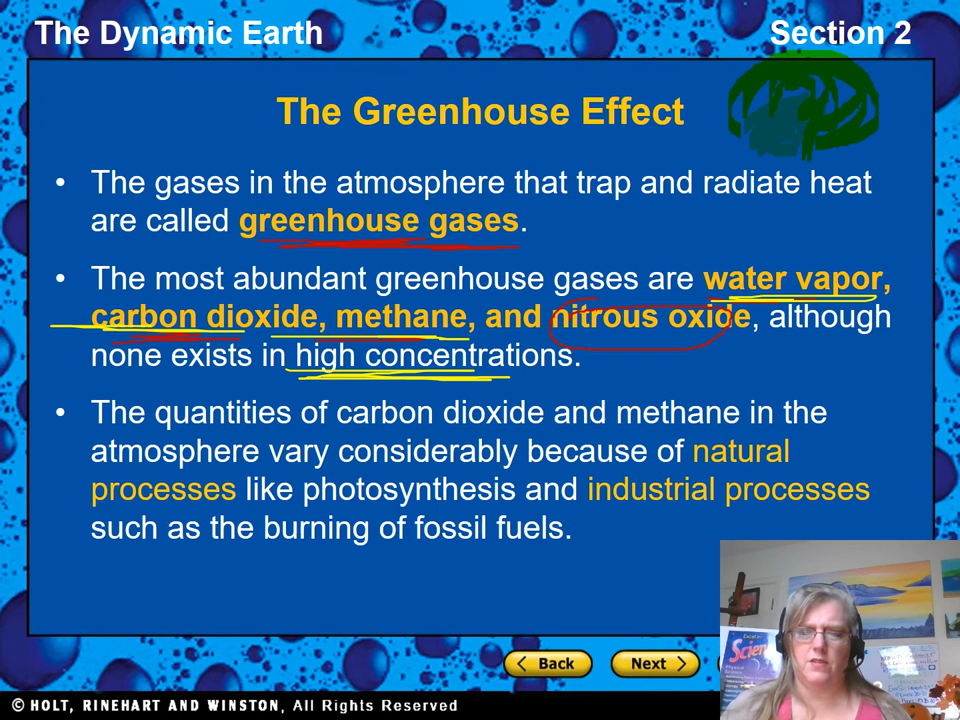 The Dynamic Earth
Section 2
The Greenhouse Effect
• The gases in the atmosphere that trap and radiate heat
are called greenhouse gases.
• The most abundant greenhouse gases are water vapor,
carbon dioxide, methane, and nitrous oxide, although
none exists in high concentrations.
• The quantities of carbon dioxide and methane in the
atmosphere vary considerably because of natural
processes like photosynthesis and industrial processes
such as the burning of fossil fuels.
< Back
Next >
© HOLT, RINEHART AND WINSTON, All Rights Reserved